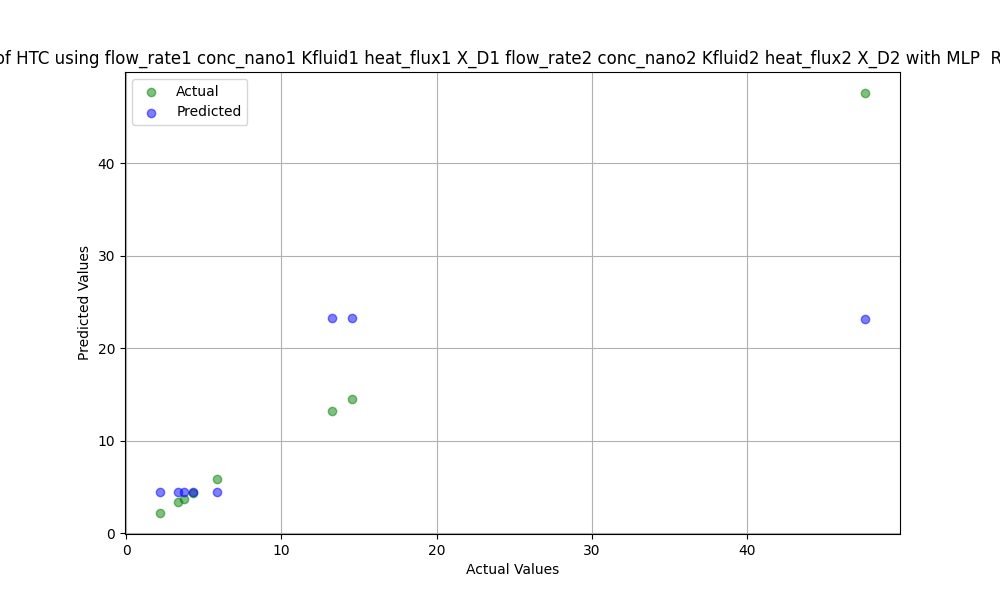 of HTC using flow_rate1 conc_nano1 Kfluid1 heat_flux1 X_D1 flow_rate2 conc_nano2 Kfluid2 heat_flux2 X_D2 with MLP R
Actual
Predicted
Predicted Values
40
30
20
10
0
0 10 20 30 40
Actual Values